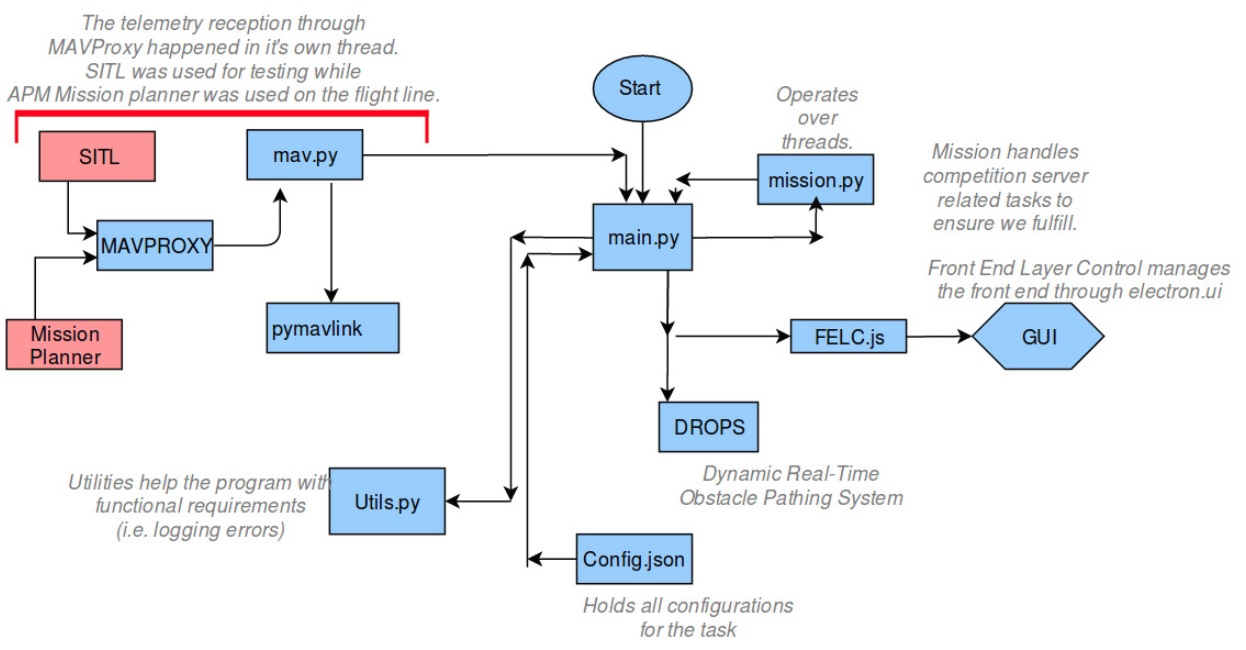 The telemetry reception through
MAVProxy happened in it's own thread.
SITL was used for testing while
APM Mission planner was used on the flight line.
Start
Operates
over
threads.
SITL
mav.py
mission.py
Mission handles
competition server
related tasks to
ensure we fulfill.
MAVPROXY
main.py
Front End Layer Control manages
the front end through electron.ui
Mission
Planner
pymavlink
FELC.js
GUI
DROPS
Dynamic Real-Time
Obstacle Pathing System
Utilities help the program with
functional requirements
(i.e. logging errors)
Utils.py
Config.json
Holds all configurations
for the task